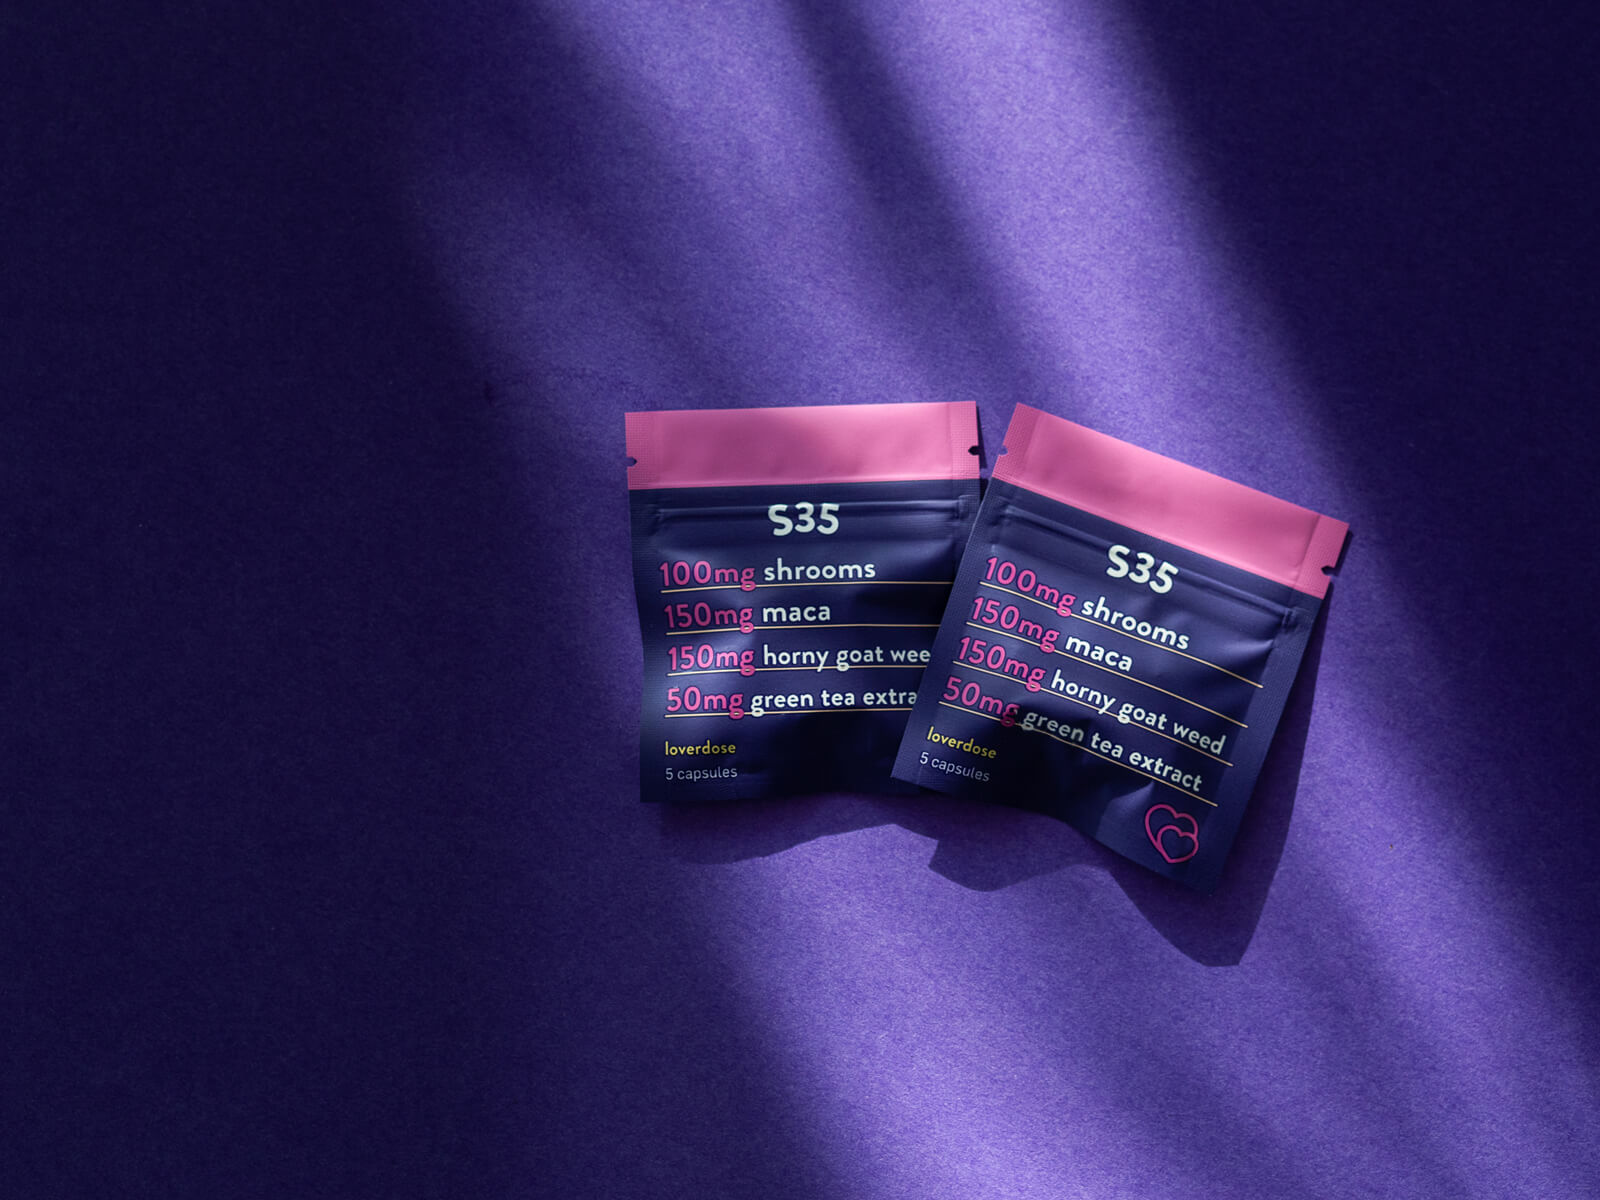 S35
100mg shrooms
150mg maca
150mg horny goat wee
50mg green tea extra
loverdose
5 capsules
S35
100mg shrooms
150mg maca
150mg horny goat weed
50mg green tea extract
loverdose
5 capsules